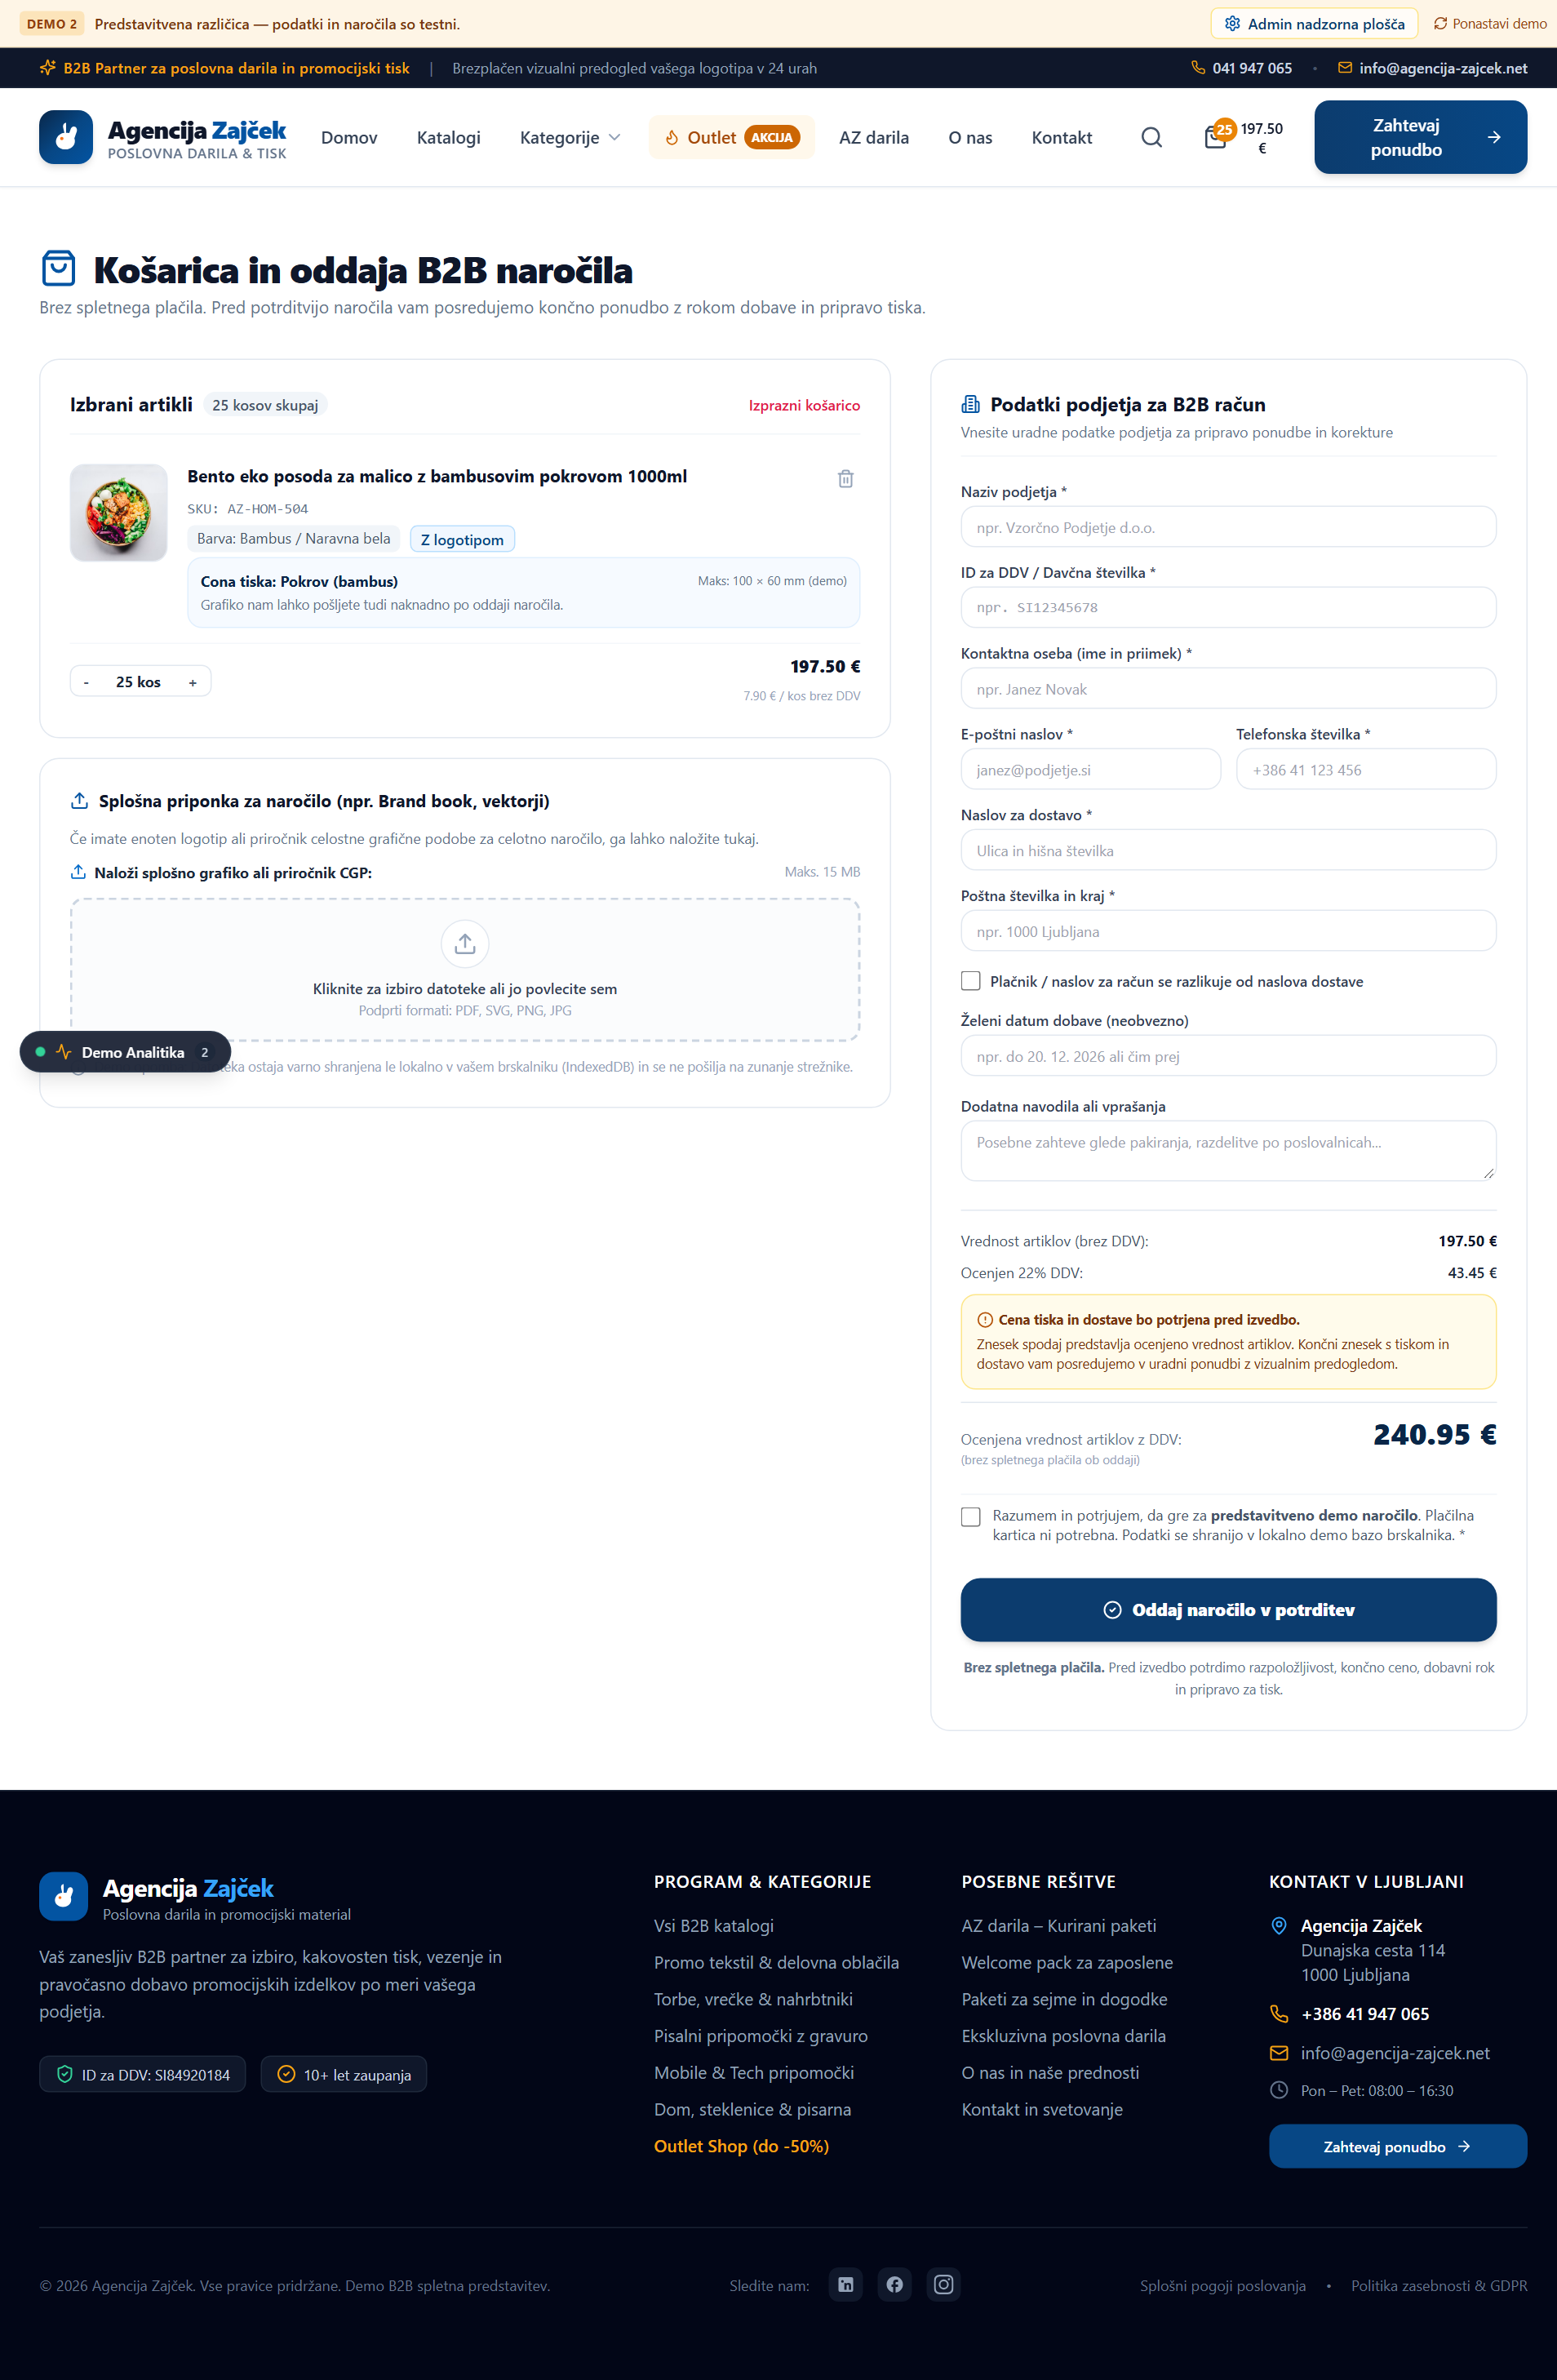 DEMO 2 Predstavitvena različica — podatki in naročila so testni.
Admin nadzorna plošča
Ponastavi demo
B2B Partner za poslovna darila in promocijski tisk | Brezplačen vizualni predogled vašega logotipa v 24 urah
041 947 065 • info@agencija-zajcek.net
Agencija Zajček
POSLOVNA DARILA & TISK
Domov
Katalogi
Kategorije
Outlet AKCIJA
AZ darila
O nas
Kontakt
25
197.50
€
Zahtevaj
ponudbo
Košarica in oddaja B2B naročila
Brez spletnega plačila. Pred potrditvijo naročila vam posredujemo končno ponudbo z rokom dobave in pripravo tiska.
Izbrani artikli 25 kosov skupaj
Izprazni košarico
Bento eko posoda za malico z bambusovim pokrovom 1000ml
SKU: AZ-HOM-504
Barva: Bambus / Naravna bela Z logotipom
Cona tiska: Pokrov (bambus) Maks: 100 × 60 mm (demo)
Grafiko nam lahko pošljete tudi naknadno po oddaji naročila.
- 25 kos +
197.50 €
7.90 € / kos brez DDV
Splošna priponka za naročilo (npr. Brand book, vektorji)
Če imate enoten logotip ali priročnik celostne grafične podobe za celotno naročilo, ga lahko naložite tukaj.
Naloži splošno grafiko ali priročnik CGP: Maks. 15 MB
Kliknite za izbiro datoteke ali jo povlecite sem
Podprti formati: PDF, SVG, PNG, JPG
Demo Analitika 2
ostaja varno shranjena le lokalno v vašem brskalniku (IndexedDB) in se ne pošilja na zunanje strežnike.
Podatki podjetja za B2B račun
Vnesite uradne podatke podjetja za pripravo ponudbe in korekture
Naziv podjetja *
npr. Vzorčno Podjetje d.o.o.
ID za DDV / Davčna številka *
npr. SI12345678
Kontaktna oseba (ime in priimek) *
npr. Janez Novak
E-poštni naslov *
janez@podjetje.si
Telefonska številka *
+386 41 123 456
Naslov za dostavo *
Ulica in hišna številka
Poštna številka in kraj *
npr. 1000 Ljubljana
Plačnik / naslov za račun se razlikuje od naslova dostave
Želeni datum dobave (neobvezno)
npr. do 20. 12. 2026 ali čim prej
Dodatna navodila ali vprašanja
Posebne zahteve glede pakiranja, razdelitve po poslovalnicah...
Vrednost artiklov (brez DDV): 197.50 €
Ocenjen 22% DDV: 43.45 €
Cena tiska in dostave bo potrjena pred izvedbo.
Znesek spodaj predstavlja ocenjeno vrednost artiklov. Končni znesek s tiskom in
dostavo vam posredujemo v uradni ponudbi z vizualnim predogledom.
Ocenjena vrednost artiklov z DDV: 240.95 €
(brez spletnega plačila ob oddaji)
Razumem in potrjujem, da gre za predstavitveno demo naročilo. Plačilna
kartica ni potrebna. Podatki se shranijo v lokalno demo bazo brskalnika. *
Oddaj naročilo v potrditev
Brez spletnega plačila. Pred izvedbo potrdimo razpoložljivost, končno ceno, dobavni rok
in pripravo za tisk.
Agencija Zajček
Poslovna darila in promocijski material
Vaš zanesljiv B2B partner za izbiro, kakovosten tisk, vezenje in
pravočasno dobavo promocijskih izdelkov po meri vašega
podjetja.
ID za DDV: SI84920184
10+ let zaupanja
PROGRAM & KATEGORIJE
Vsi B2B katalogi
Promo tekstil & delovna oblačila
Torbe, vrečke & nahrbtniki
Pisalni pripomočki z gravuro
Mobile & Tech pripomočki
Dom, steklenice & pisarna
Outlet Shop (do -50%)
POSEBNE REŠITVE
AZ darila – Kurirani paketi
Welcome pack za zaposlene
Paketi za sejme in dogodke
Ekskluzivna poslovna darila
O nas in naše prednosti
Kontakt in svetovanje
KONTAKT V LJUBLJANI
Agencija Zajček
Dunajska cesta 114
1000 Ljubljana
+386 41 947 065
info@agencija-zajcek.net
Pon – Pet: 08:00 – 16:30
Zahtevaj ponudbo
© 2026 Agencija Zajček. Vse pravice pridržane. Demo B2B spletna predstavitev.
Sledite nam:
Splošni pogoji poslovanja • Politika zasebnosti & GDPR